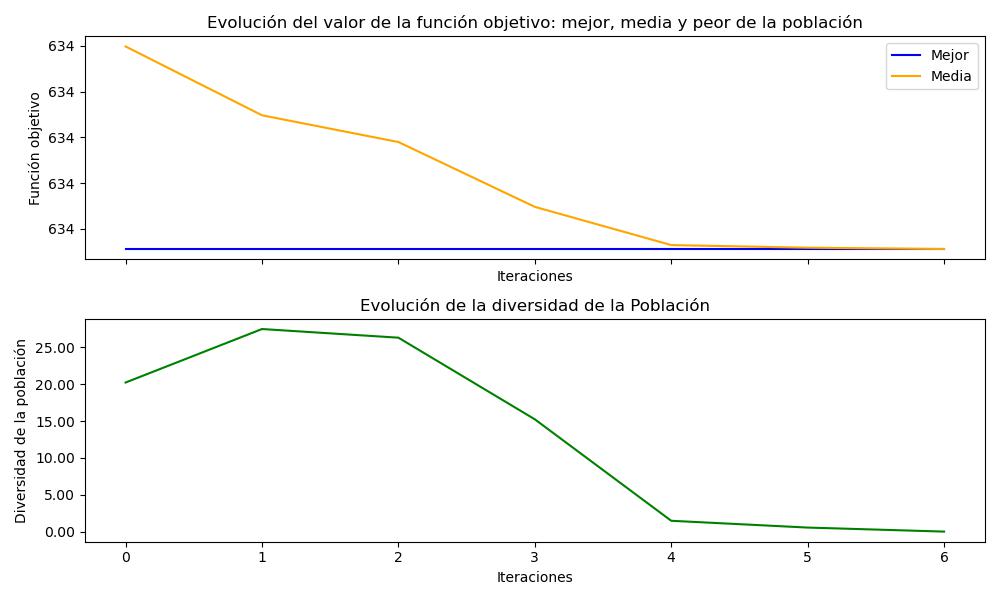 Evolución del valor de la función objetivo: mejor, media y peor de la población
634
634
634
634
634
Función objetivo
Mejor
Media
Iteraciones
Evolución de la diversidad de la Población
25.00
20.00
15.00
10.00
5.00
0.00
Diversidad de la población
0 1 2 3 4 5 6
Iteraciones